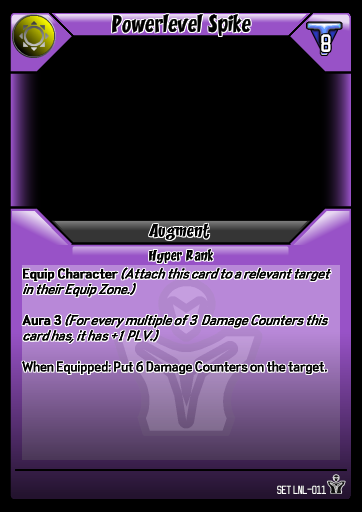 Powerlevel Spike
8
Augment
Hyper Rank
Equip Character (Attach this card to a relevant target
in their Equip Zone.)
Aura 3 (For every multiple of 3 Damage Counters this
card has, it has +1 PLV.)
When Equipped: Put 6 Damage Counters on the target.
SET LNL-011